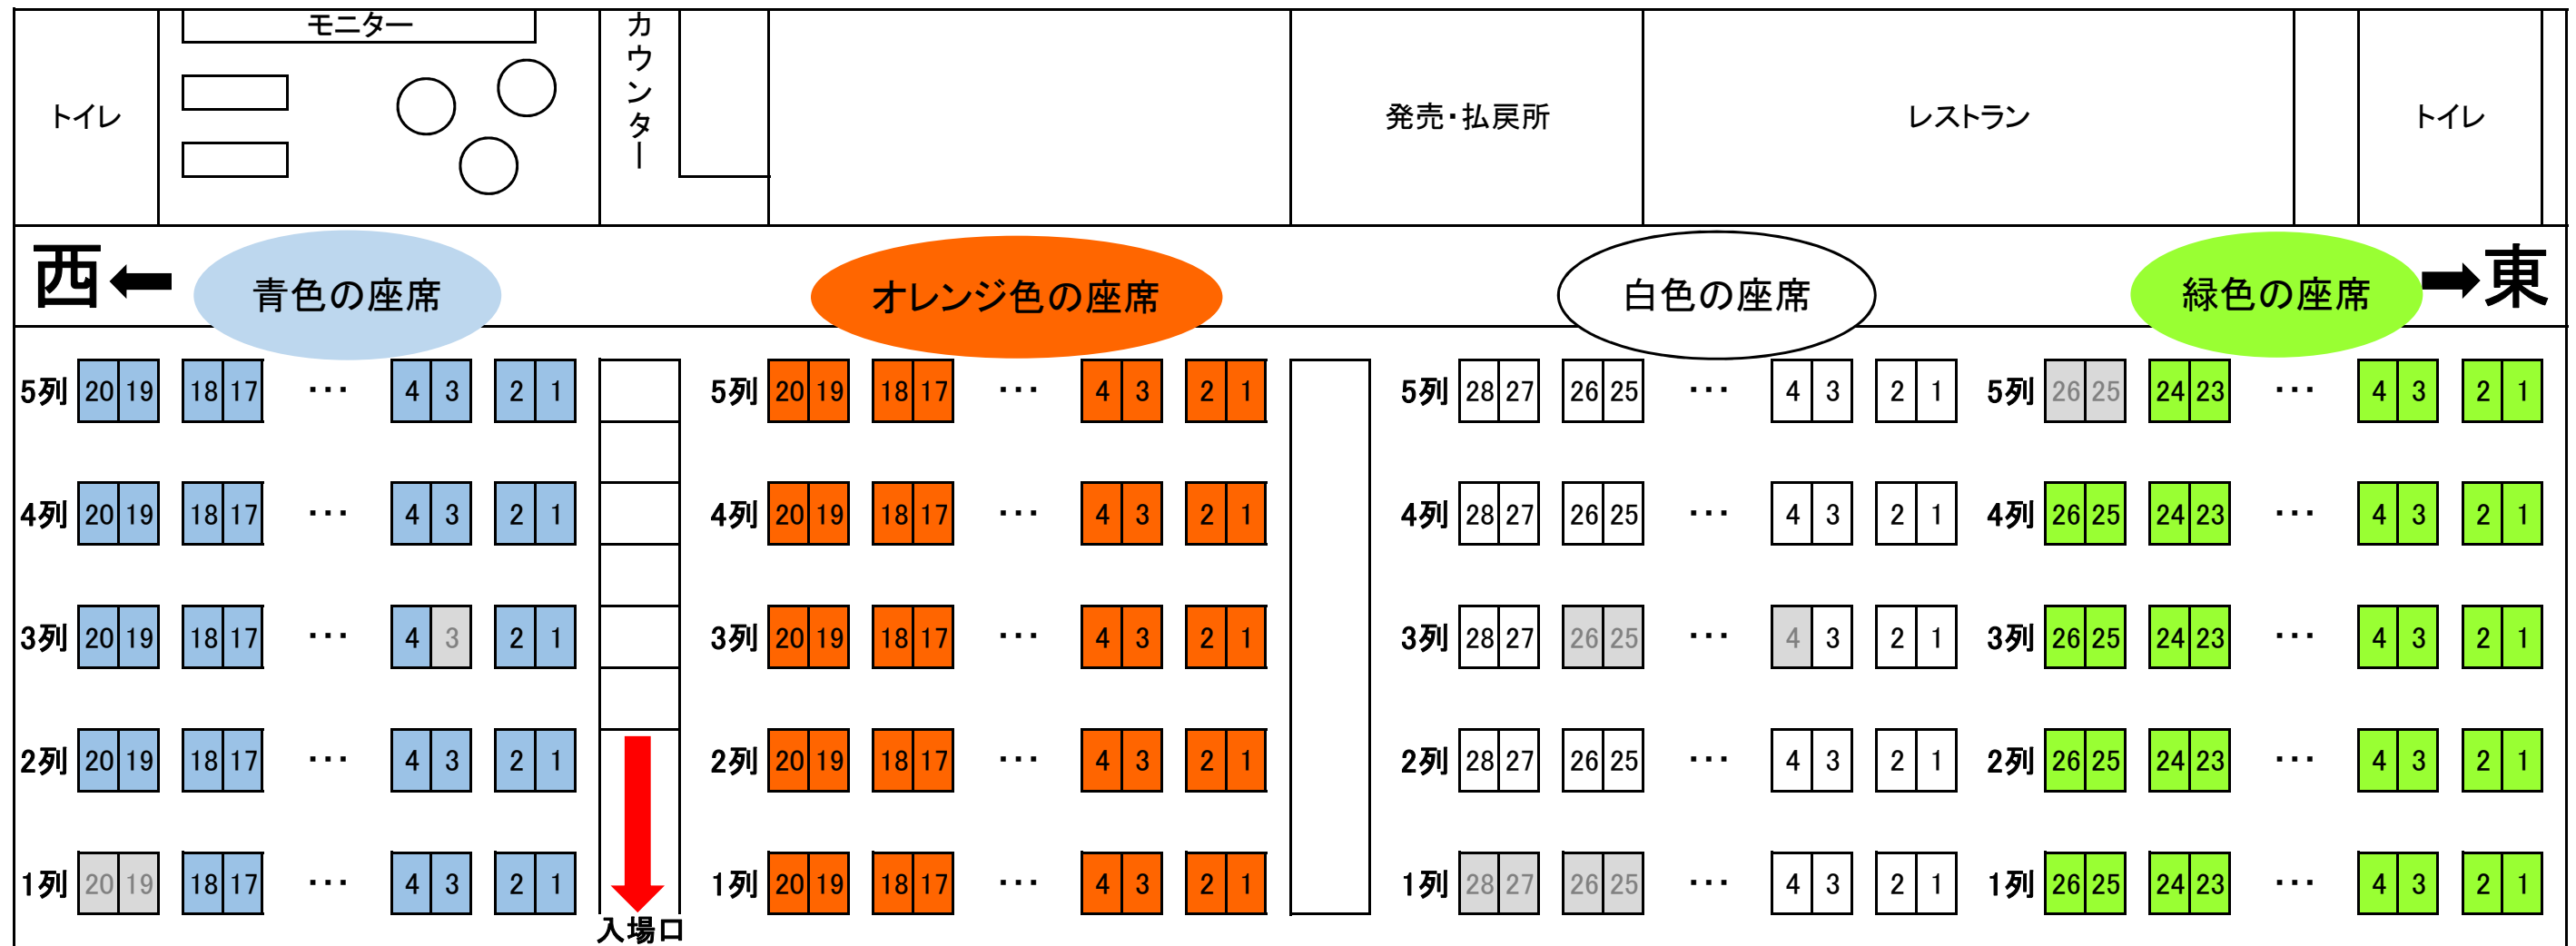 モニター
カウンター
トイレ
発売・払戻所
レストラン
トイレ
西
青色の座席
オレンジ色の座席
白色の座席
緑色の座席
東
5列 20 19 18 17 ・・・ 4 3 2 1 5列 20 19 18 17 ・・・ 4 3 2 1 5列 28 27 26 25 ・・・ 4 3 2 1 5列 26 25 24 23 ・・・ 4 3 2 1
4列 20 19 18 17 ・・・ 4 3 2 1 4列 20 19 18 17 ・・・ 4 3 2 1 4列 28 27 26 25 ・・・ 4 3 2 1 4列 26 25 24 23 ・・・ 4 3 2 1
3列 20 19 18 17 ・・・ 4 3 2 1 3列 20 19 18 17 ・・・ 4 3 2 1 3列 28 27 26 25 ・・・ 4 3 2 1 3列 26 25 24 23 ・・・ 4 3 2 1
2列 20 19 18 17 ・・・ 4 3 2 1 2列 20 19 18 17 ・・・ 4 3 2 1 2列 28 27 26 25 ・・・ 4 3 2 1 2列 26 25 24 23 ・・・ 4 3 2 1
1列 20 19 18 17 ・・・ 4 3 2 1 1列 20 19 18 17 ・・・ 4 3 2 1 1列 28 27 26 25 ・・・ 4 3 2 1 1列 26 25 24 23 ・・・ 4 3 2 1
入場口